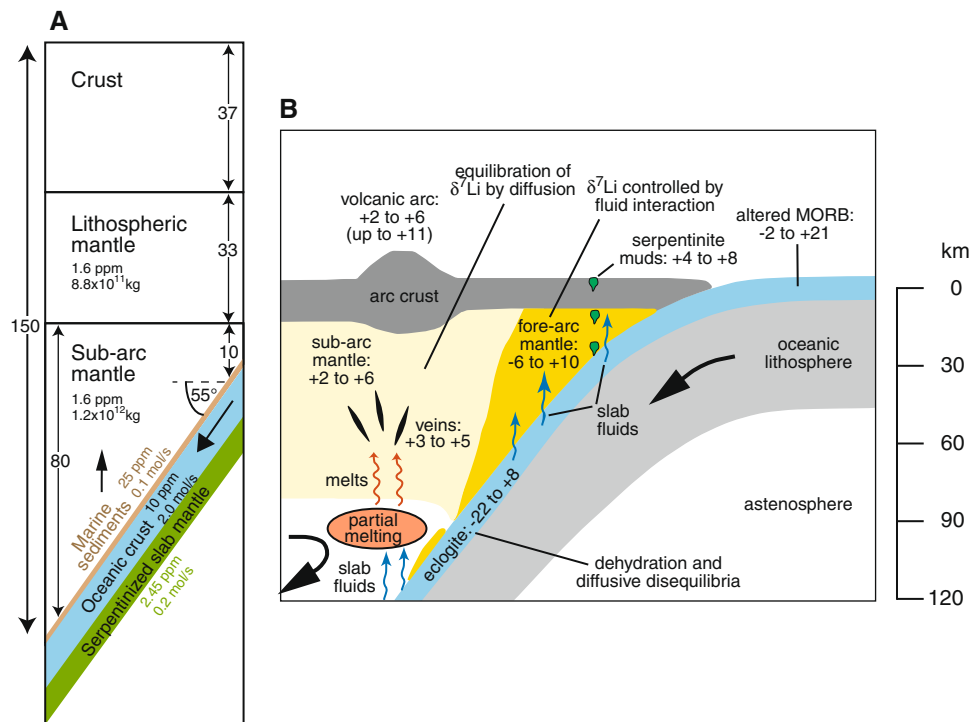 A
Crust
37
Lithospheric
mantle
1.6 ppm
8.8x10¹¹kg
33
150
Sub-arc
mantle
1.6 ppm
1.2x10¹²kg
10
55°
80
Marine
sediments
25 ppm
0.1 mol/s
Oceanic crust
10 ppm
2.0 mol/s
Serpentinized slab mantle
2.45 ppm
0.2 mol/s
B
volcanic arc:
+2 to +6
(up to +11)
equilibration of
δ⁷Li by diffusion
δ⁷Li controlled by
fluid interaction
serpentinite
muds: +4 to +8
altered MORB:
-2 to +21
km
0
30
60
90
120
arc crust
sub-arc
mantle:
+2 to +6
fore-arc
mantle:
-6 to +10
oceanic
lithosphere
veins:
+3 to +5
slab
fluids
melts
partial
melting
slab
fluids
eclogite: -22 to +8
astenosphere
dehydration and
diffusive disequilibria